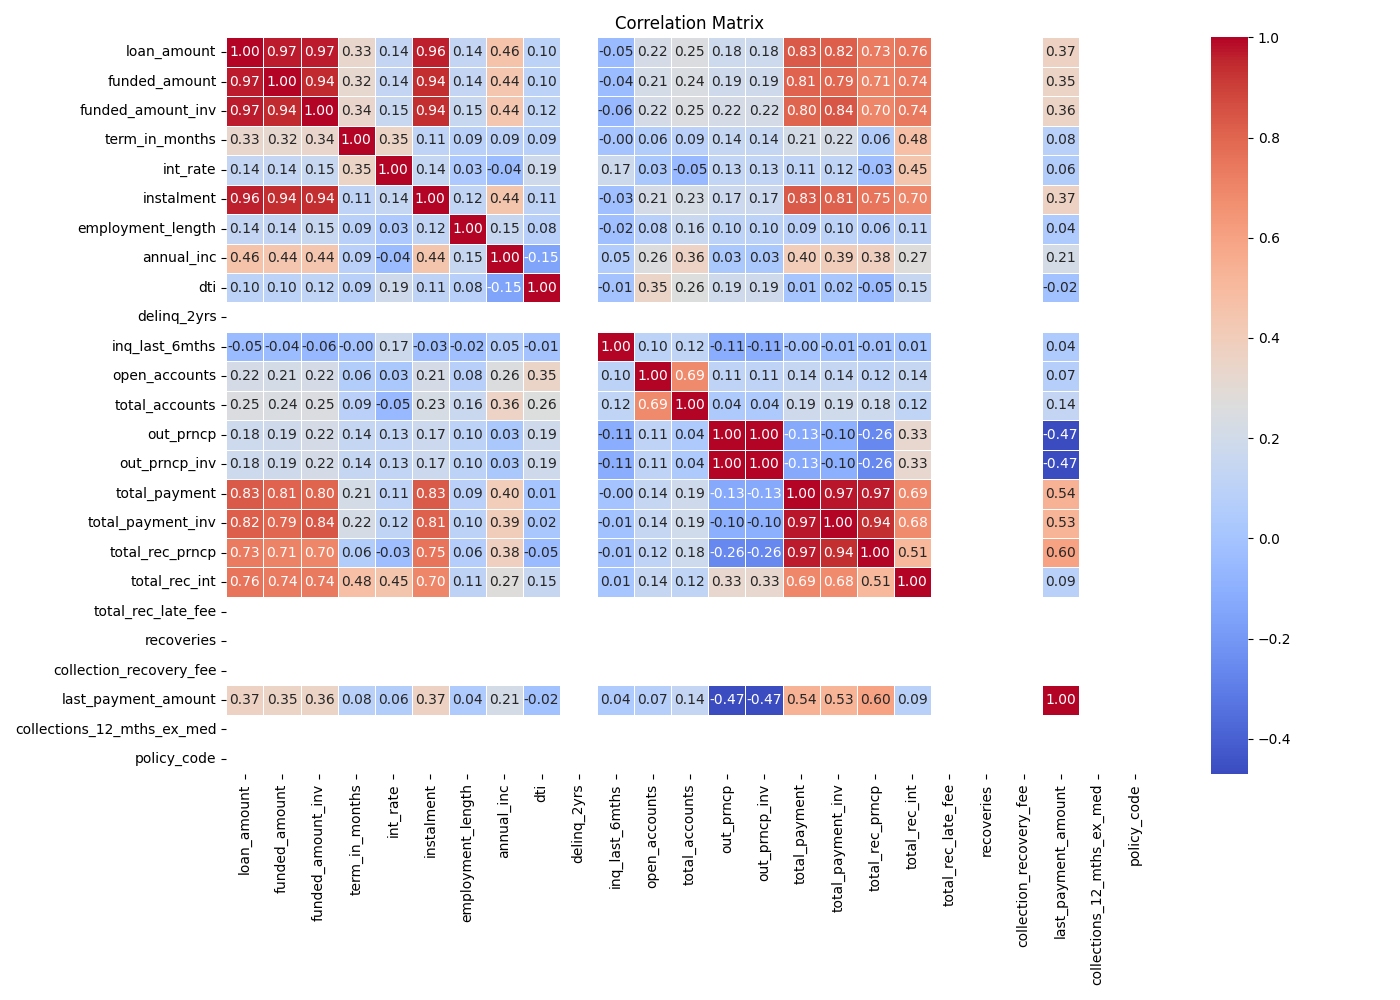 Correlation Matrix
loan_amount 1.00 0.97 0.97 0.33 0.14 0.96 0.14 0.46 0.10 -0.05 0.22 0.25 0.18 0.18 0.83 0.82 0.73 0.76 0.37
funded_amount 0.97 1.00 0.94 0.32 0.14 0.94 0.14 0.44 0.10 -0.04 0.21 0.24 0.19 0.19 0.81 0.79 0.71 0.74 0.35
funded_amount_inv 0.97 0.94 1.00 0.34 0.15 0.94 0.15 0.44 0.12 -0.06 0.22 0.25 0.22 0.22 0.80 0.84 0.70 0.74 0.36
term_in_months 0.33 0.32 0.34 1.00 0.35 0.11 0.09 0.09 0.09 -0.00 0.06 0.09 0.14 0.14 0.21 0.22 0.06 0.48 0.08
int_rate 0.14 0.14 0.15 0.35 1.00 0.14 0.03 -0.04 0.19 0.17 0.03 -0.05 0.13 0.13 0.11 0.12 -0.03 0.45 0.06
instalment 0.96 0.94 0.94 0.11 0.14 1.00 0.12 0.44 0.11 -0.03 0.21 0.23 0.17 0.17 0.83 0.81 0.75 0.70 0.37
employment_length 0.14 0.14 0.15 0.09 0.03 0.12 1.00 0.15 0.08 -0.02 0.08 0.16 0.10 0.10 0.09 0.10 0.06 0.11 0.04
annual_inc 0.46 0.44 0.44 0.09 -0.04 0.44 0.15 1.00 -0.15 0.05 0.26 0.36 0.03 0.03 0.40 0.39 0.38 0.27 0.21
dti 0.10 0.10 0.12 0.09 0.19 0.11 0.08 -0.15 1.00 -0.01 0.35 0.26 0.19 0.19 0.01 0.02 -0.05 0.15 -0.02
delinq_2yrs
inq_last_6mths -0.05 -0.04 -0.06 -0.00 0.17 -0.03 -0.02 0.05 -0.01 1.00 0.10 0.12 -0.11 -0.11 -0.00 -0.01 -0.01 0.01 0.04
open_accounts 0.22 0.21 0.22 0.06 0.03 0.21 0.08 0.26 0.35 0.10 1.00 0.69 0.11 0.11 0.14 0.14 0.12 0.14 0.07
total_accounts 0.25 0.24 0.25 0.09 -0.05 0.23 0.16 0.36 0.26 0.12 0.69 1.00 0.04 0.04 0.19 0.19 0.18 0.12 0.14
out_prncp 0.18 0.19 0.22 0.14 0.13 0.17 0.10 0.03 0.19 -0.11 0.11 0.04 1.00 1.00 -0.13 -0.10 -0.26 0.33 -0.47
out_prncp_inv 0.18 0.19 0.22 0.14 0.13 0.17 0.10 0.03 0.19 -0.11 0.11 0.04 1.00 1.00 -0.13 -0.10 -0.26 0.33 -0.47
total_payment 0.83 0.81 0.80 0.21 0.11 0.83 0.09 0.40 0.01 -0.00 0.14 0.19 -0.13 -0.13 1.00 0.97 0.97 0.69 0.54
total_payment_inv 0.82 0.79 0.84 0.22 0.12 0.81 0.10 0.39 0.02 -0.01 0.14 0.19 -0.10 -0.10 0.97 1.00 0.94 0.68 0.53
total_rec_prncp 0.73 0.71 0.70 0.06 -0.03 0.75 0.06 0.38 -0.05 -0.01 0.12 0.18 -0.26 -0.26 0.97 0.94 1.00 0.51 0.60
total_rec_int 0.76 0.74 0.74 0.48 0.45 0.70 0.11 0.27 0.15 0.01 0.14 0.12 0.33 0.33 0.69 0.68 0.51 1.00 0.09
total_rec_late_fee
recoveries
collection_recovery_fee
last_payment_amount 0.37 0.35 0.36 0.08 0.06 0.37 0.04 0.21 -0.02 0.04 0.07 0.14 -0.47 -0.47 0.54 0.53 0.60 0.09 1.00
collections_12_mths_ex_med
policy_code
loan_amount
funded_amount
funded_amount_inv
term_in_months
int_rate
instalment
employment_length
annual_inc
dti
delinq_2yrs
inq_last_6mths
open_accounts
total_accounts
out_prncp
out_prncp_inv
total_payment
total_payment_inv
total_rec_prncp
total_rec_int
total_rec_late_fee
recoveries
collection_recovery_fee
last_payment_amount
collections_12_mths_ex_med
policy_code
1.0
0.8
0.6
0.4
0.2
0.0
−0.2
−0.4